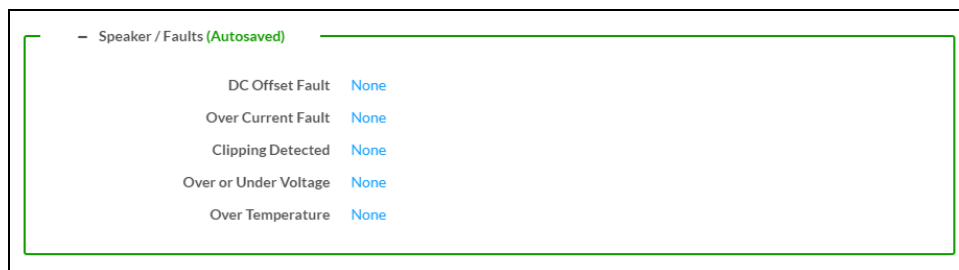 – Speaker / Faults (Autosaved)
DC Offset Fault None
Over Current Fault None
Clipping Detected None
Over or Under Voltage None
Over Temperature None